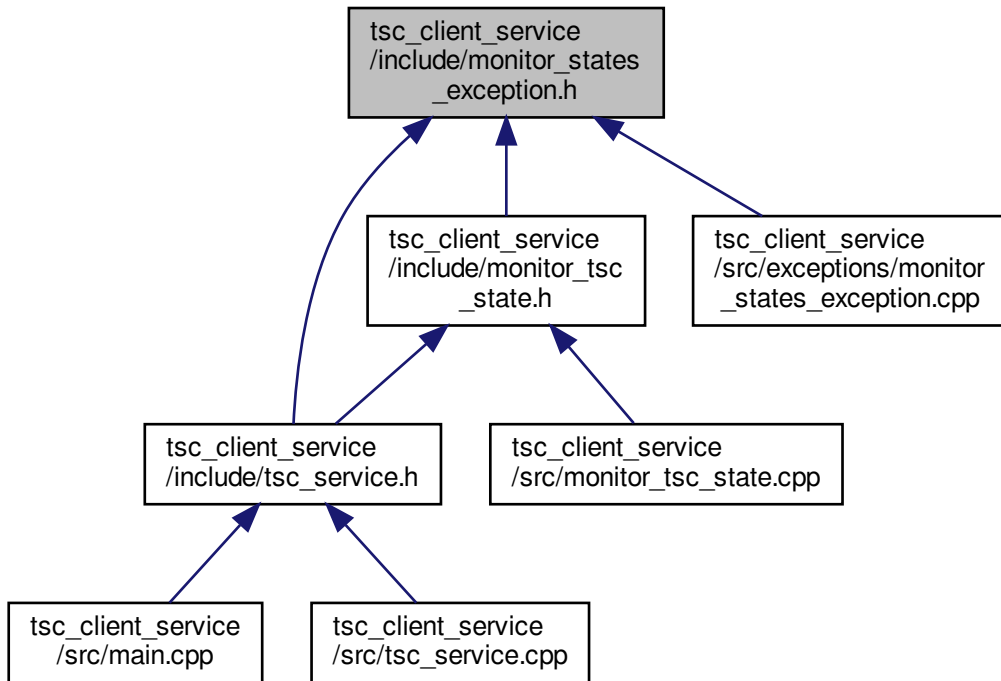 tsc_client_service
/include/monitor_states
_exception.h
tsc_client_service
/include/monitor_tsc
_state.h
tsc_client_service
/src/exceptions/monitor
_states_exception.cpp
tsc_client_service
/include/tsc_service.h
tsc_client_service
/src/monitor_tsc_state.cpp
tsc_client_service
/src/main.cpp
tsc_client_service
/src/tsc_service.cpp